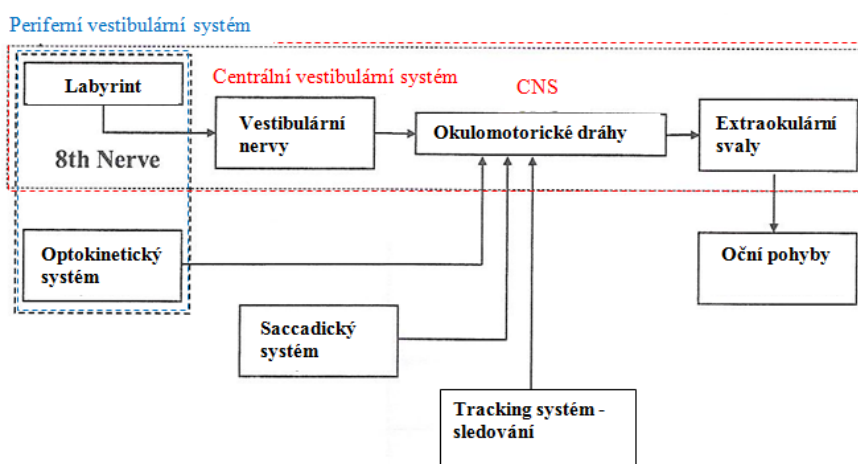 Periferní vestibulární systém
Centrální vestibulární systém
CNS
Labyrint
8th Nerve
Vestibulární
nervy
Okulomotorické dráhy
Extraokulární
svaly
Optokinetický
systém
Oční pohyby
Saccadický
systém
Tracking systém -
sledování